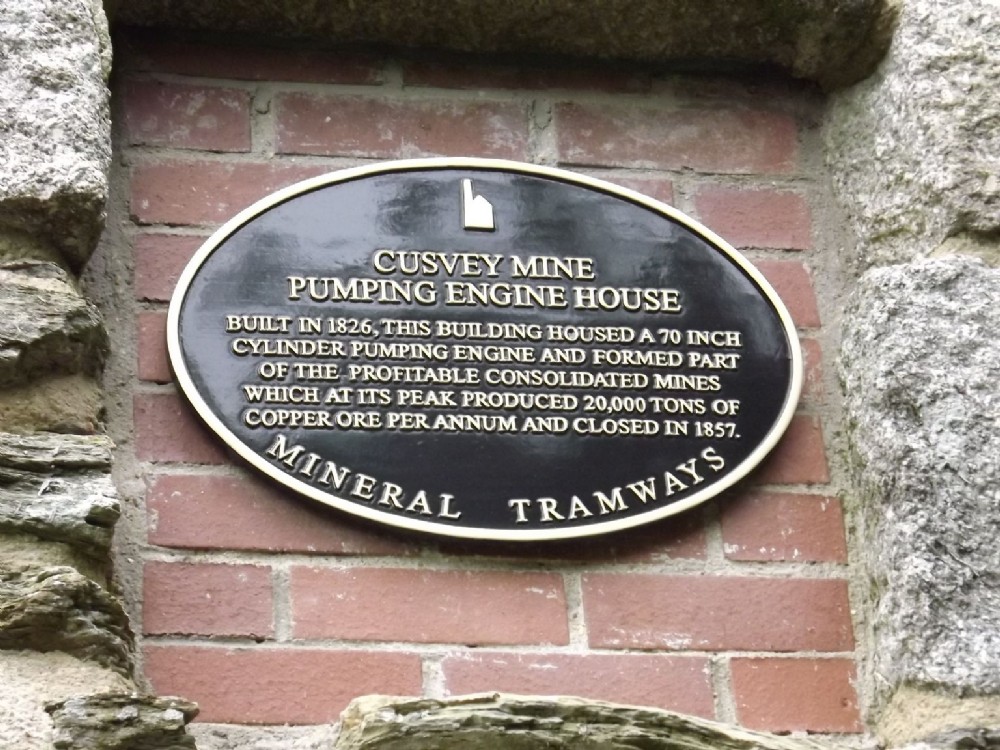 CUSVEY MINE
PUMPING ENGINE HOUSE
BUILT IN 1826, THIS BUILDING HOUSED A 70 INCH
CYLINDER PUMPING ENGINE AND FORMED PART
OF THE PROFITABLE CONSOLIDATED MINES
WHICH AT ITS PEAK PRODUCED 20,000 TONS OF
COPPER ORE PER ANNUM AND CLOSED IN 1857.
MINERAL TRAMWAYS